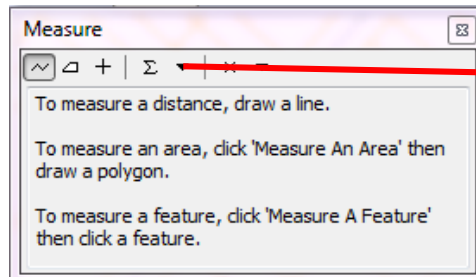 Measure
Σ
To measure a distance, draw a line.
To measure an area, click 'Measure An Area' then
draw a polygon.
To measure a feature, click 'Measure A Feature'
then click a feature.